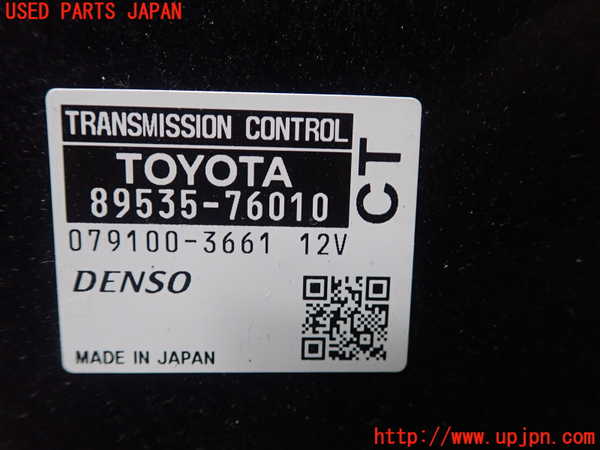 USED PARTS JAPAN
TRANSMISSION CONTROL
TOYOTA
89535-76010
CT
079100-3661 12V
DENSO
MADE IN JAPAN
http://www.upjpn.com/